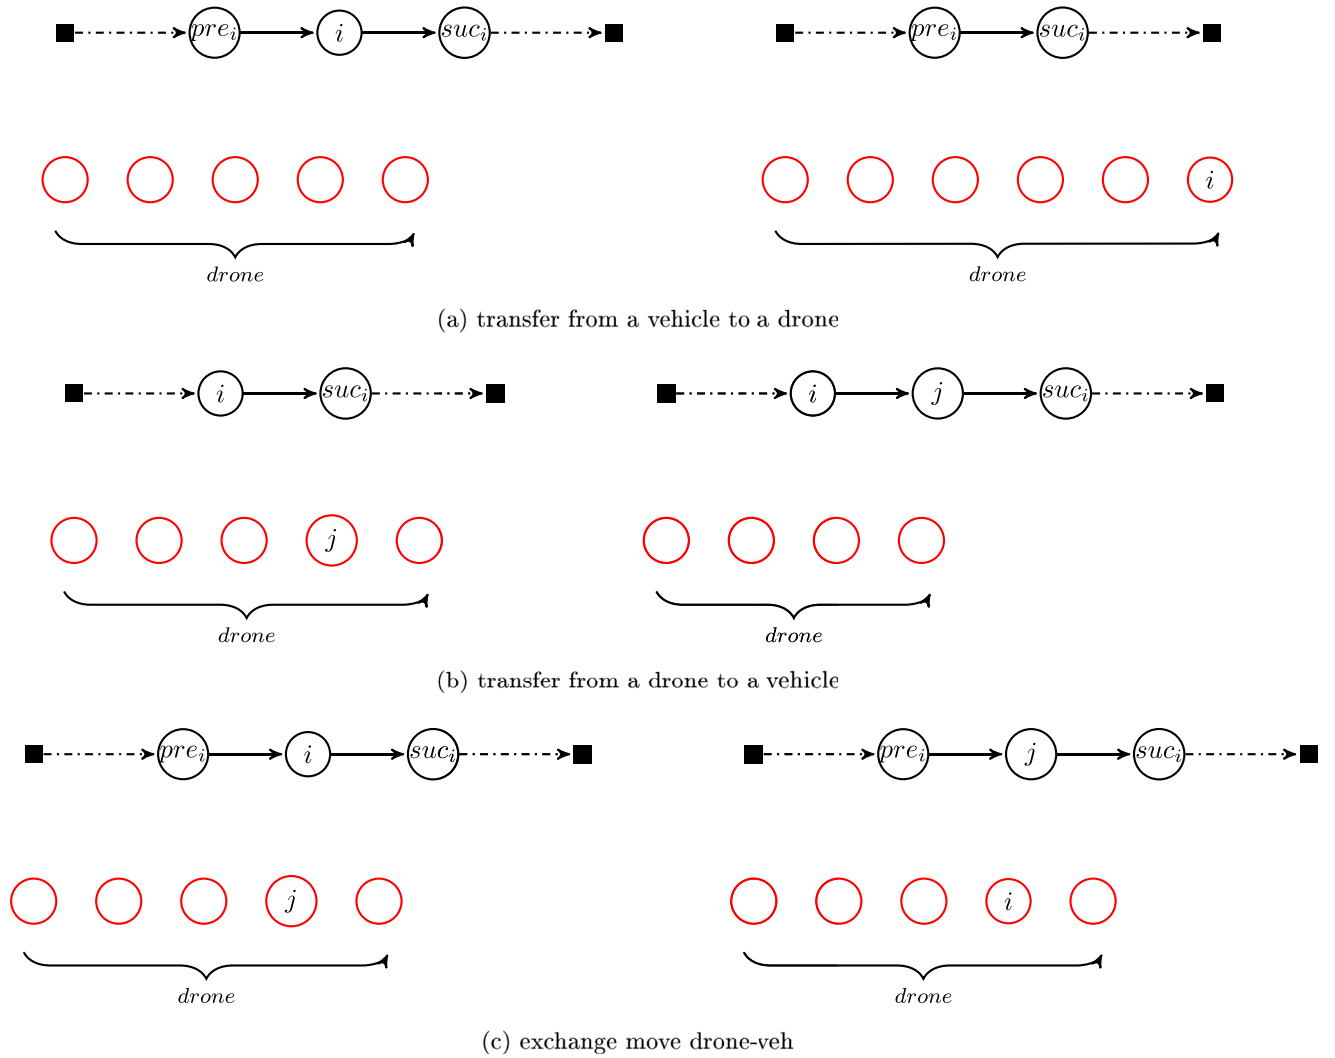 pre_i i suc_i pre_i suc_i
i
drone drone
(a) transfer from a vehicle to a drone
i suc_i i j suc_i
j
drone drone
(b) transfer from a drone to a vehicle
pre_i i suc_i pre_i j suc_i
j i
drone drone
(c) exchange move drone-veh